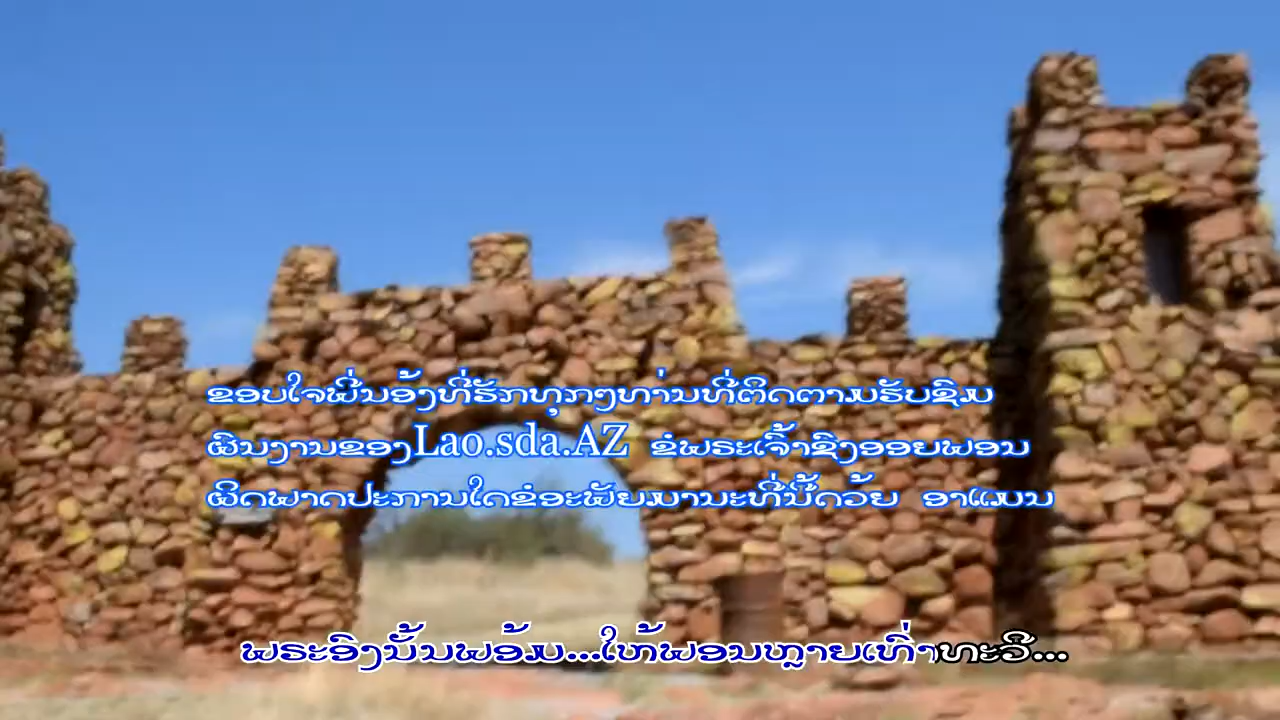 ຂອບໃຈພີ່ນອ້ງທີ່ຮັກທຸກໆທາ່ນທີ່ຕິດຕາມຮັບຊົມ
ຜົນງານຂອງLao.sda.AZ ຂໍພຣະເຈົ້າຊົງອອຍພອນ
ຜິດພາດປະການໃດຂໍອະພັຍມານະທີ່ນີ້ດວ້ຍ ອາແມນ
ພຣະອົງນັ້ນພອ້ມ...ໃຫ້ພອນຫຼາຍເທົ່າທະວີ...